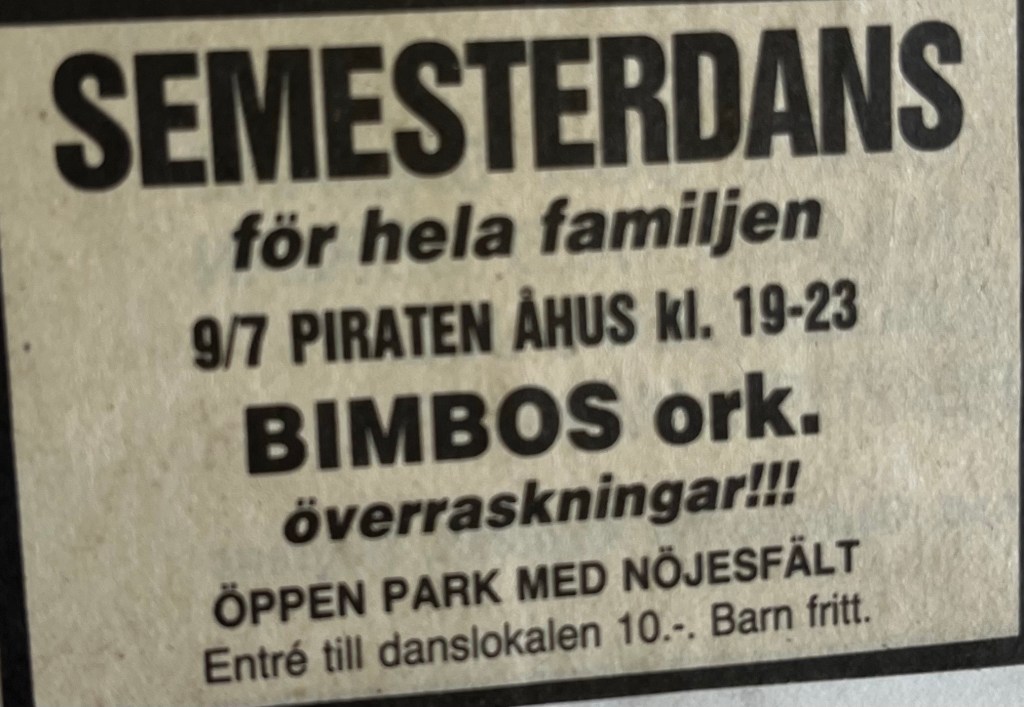 SEMESTERDANS
för hela familjen
9/7 PIRATEN ÅHUS kl. 19-23
BIMBOS ork.
överraskningar!!!
ÖPPEN PARK MED NÖJESFÄLT
Entré till danslokalen 10.-. Barn fritt.